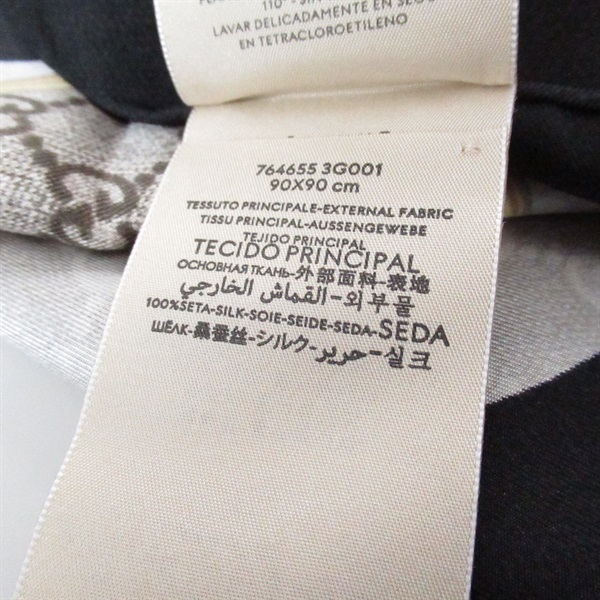 110°
LAVAR DELICADAMENTE EN SECO
EN TETRACLOROETILENO
764655 3G001
90X90 cm
TESSUTO PRINCIPALE-EXTERNAL FABRIC
TISSU PRINCIPAL-AUSSENGEWEBE
TEJIDO PRINCIPAL
TECIDO PRINCIPAL
ОСНОВНАЯ ТКАНЬ-外部面料-表地
القماش الخارجي-외부물
100%SETA-SILK-SOIE-SEIDE-SEDA-SEDA
ШЁЛК-桑蚕丝-シルク-حرير-실크